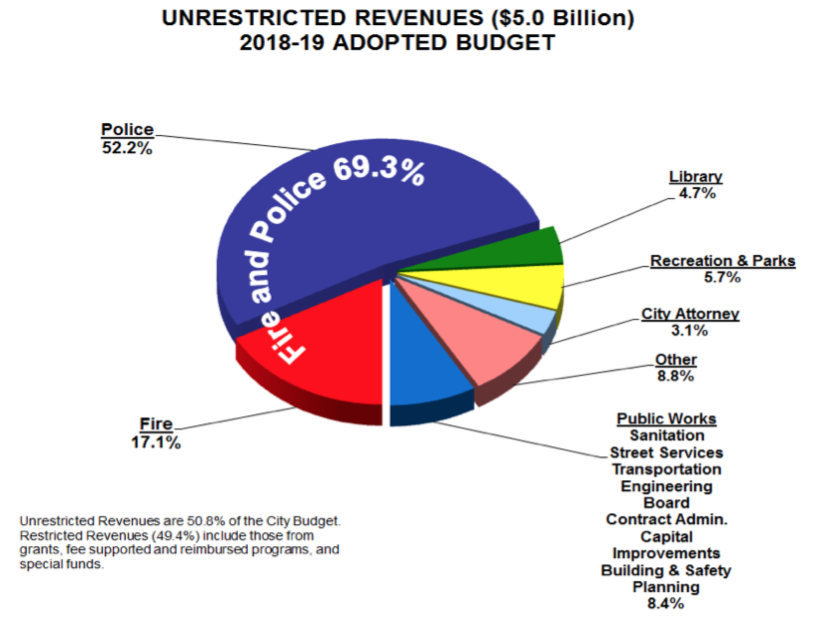 UNRESTRICTED REVENUES ($5.0 Billion)
2018-19 ADOPTED BUDGET
Police
52.2%
Fire and Police 69.3%
Library
4.7%
Recreation & Parks
5.7%
City Attorney
3.1%
Other
8.8%
Fire
17.1%
Public Works
Sanitation
Street Services
Transportation
Engineering
Board
Contract Admin.
Capital
Improvements
Building & Safety
Planning
8.4%
Unrestricted Revenues are 50.8% of the City Budget.
Restricted Revenues (49.4%) include those from
grants, fee supported and reimbursed programs, and
special funds.